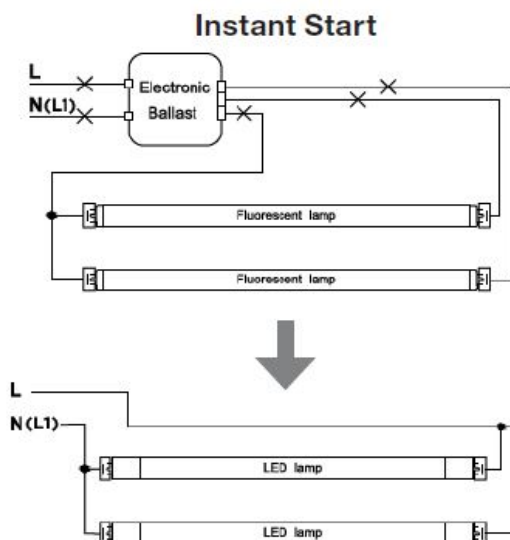 Instant Start
L
Electronic
N(L1)
Ballast
Fluorescent lamp
Fluorescent lamp
L
N(L1)
LED lamp
LED lamp